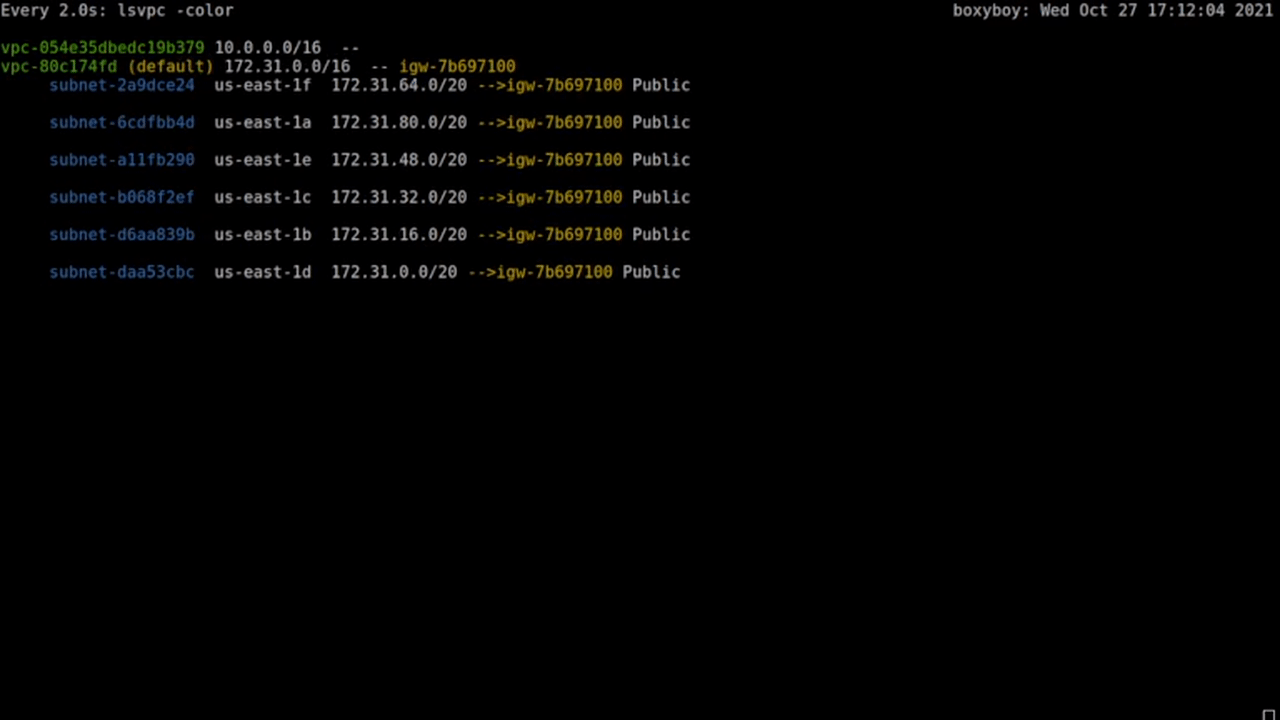 Every 2.0s: lsvpc -color boxyboy: Wed Oct 27 17:12:04 2021
vpc-054e35dbedc19b379 10.0.0.0/16 --
vpc-80c174fd (default) 172.31.0.0/16 -- igw-7b697100
subnet-2a9dce24 us-east-1f 172.31.64.0/20 -->igw-7b697100 Public
subnet-6cdfbb4d us-east-1a 172.31.80.0/20 -->igw-7b697100 Public
subnet-a11fb290 us-east-1e 172.31.48.0/20 -->igw-7b697100 Public
subnet-b068f2ef us-east-1c 172.31.32.0/20 -->igw-7b697100 Public
subnet-d6aa839b us-east-1b 172.31.16.0/20 -->igw-7b697100 Public
subnet-daa53cbc us-east-1d 172.31.0.0/20 -->igw-7b697100 Public